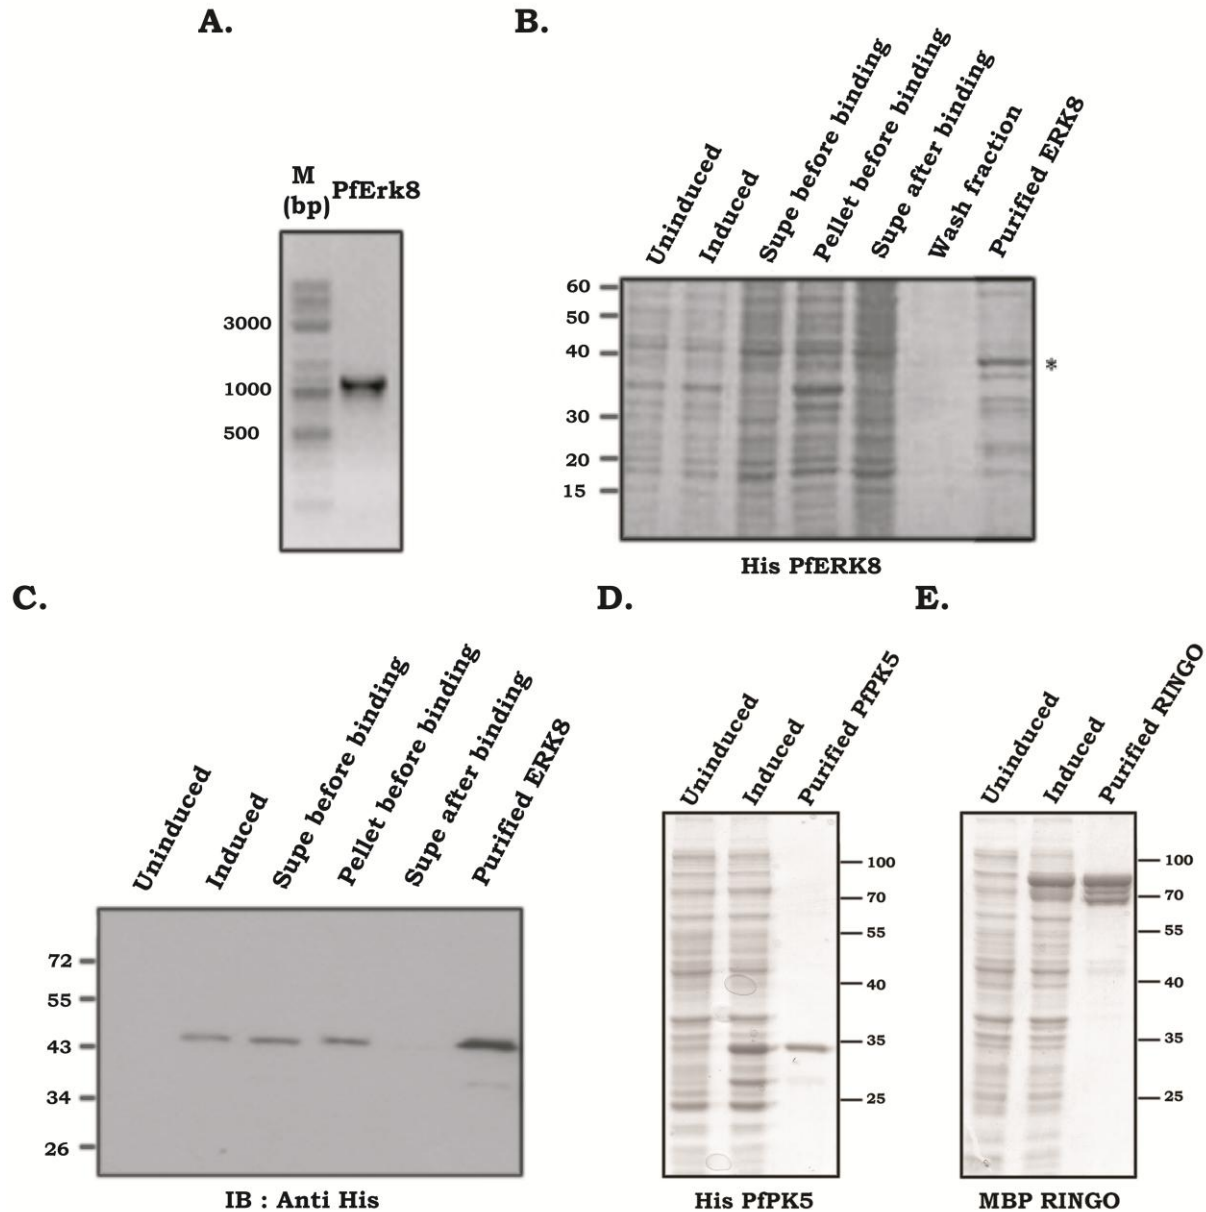 A.
M
(bp)
PfErk8
3000
1000
500
B.
Uninduced
Induced
Supe before binding
Pellet before binding
Supe after binding
Wash fraction
Purified ERK8
60
50
40
30
20
15
*
His PfERK8
C.
Uninduced
Induced
Supe before binding
Pellet before binding
Supe after binding
Purified ERK8
72
55
43
34
26
IB : Anti His
D.
Uninduced
Induced
Purified PfPK5
100
70
55
40
35
25
His PfPK5
E.
Uninduced
Induced
Purified RINGO
100
70
55
40
35
25
MBP RINGO